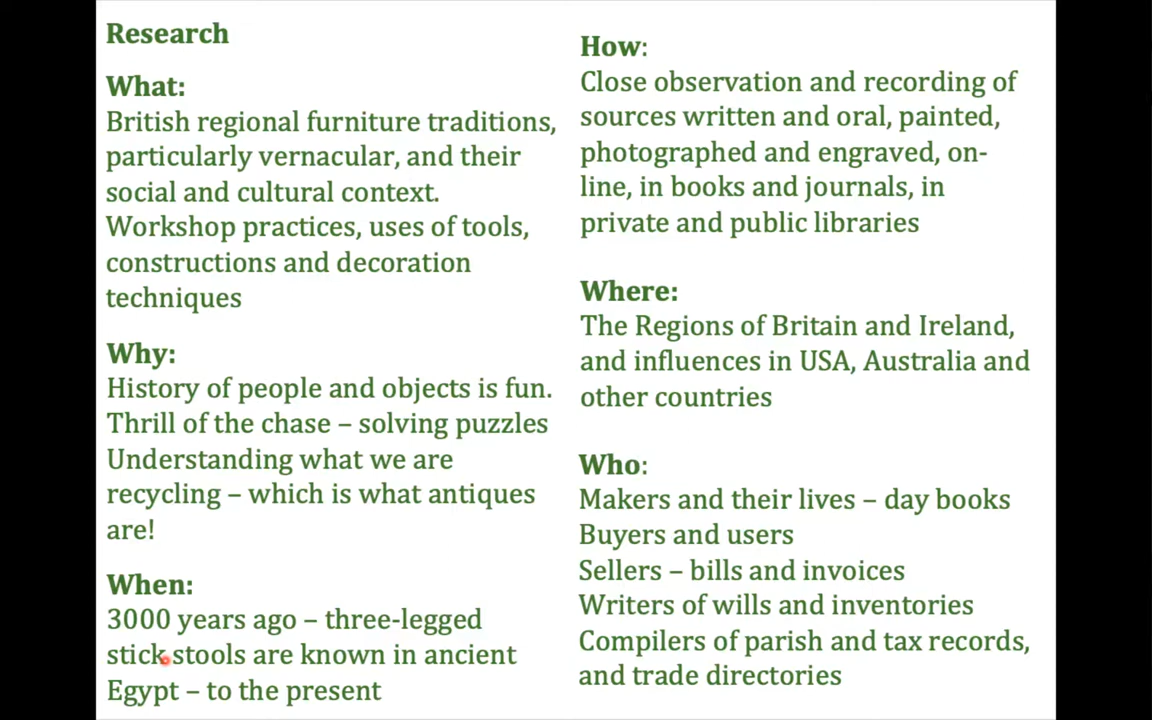 Research
What:
British regional furniture traditions,
particularly vernacular, and their
social and cultural context.
Workshop practices, uses of tools,
constructions and decoration
techniques
Why:
History of people and objects is fun.
Thrill of the chase – solving puzzles
Understanding what we are
recycling – which is what antiques
are!
When:
3000 years ago – three-legged
stick stools are known in ancient
Egypt – to the present
How:
Close observation and recording of
sources written and oral, painted,
photographed and engraved, on-
line, in books and journals, in
private and public libraries
Where:
The Regions of Britain and Ireland,
and influences in USA, Australia and
other countries
Who:
Makers and their lives – day books
Buyers and users
Sellers – bills and invoices
Writers of wills and inventories
Compilers of parish and tax records,
and trade directories